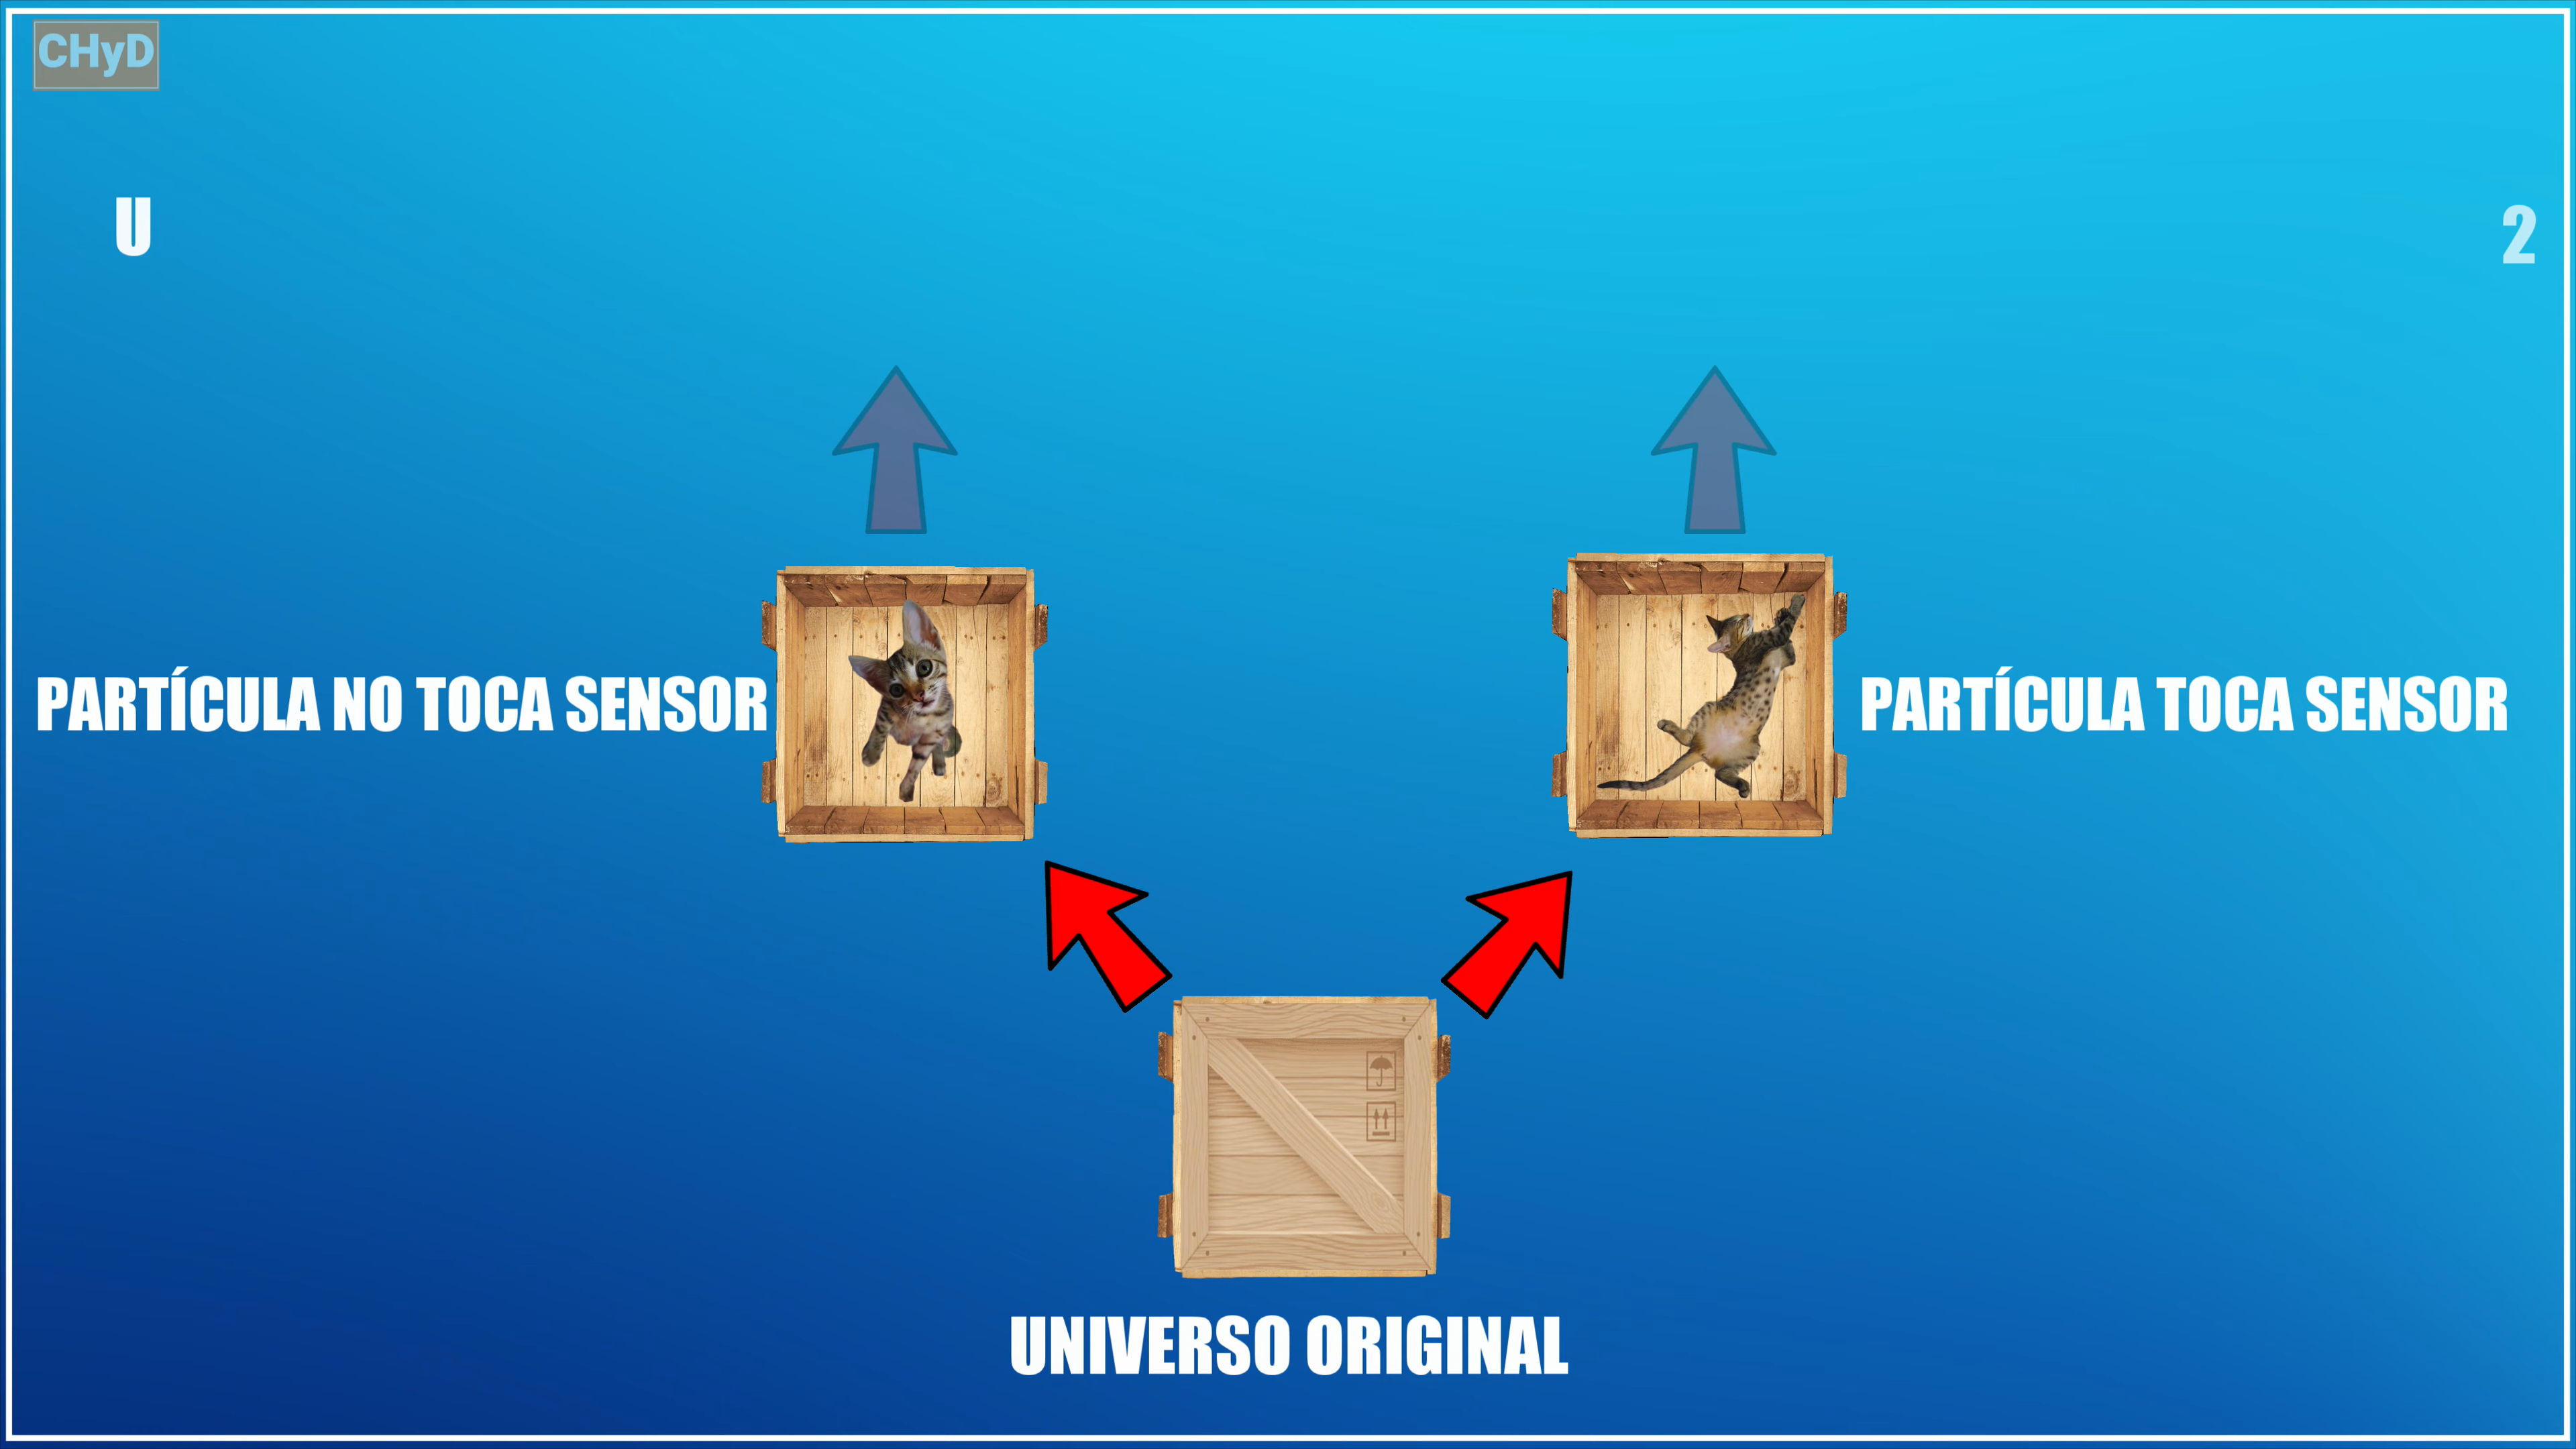 CHyD
U
2
PARTÍCULA NO TOCA SENSOR
PARTÍCULA TOCA SENSOR
UNIVERSO ORIGINAL